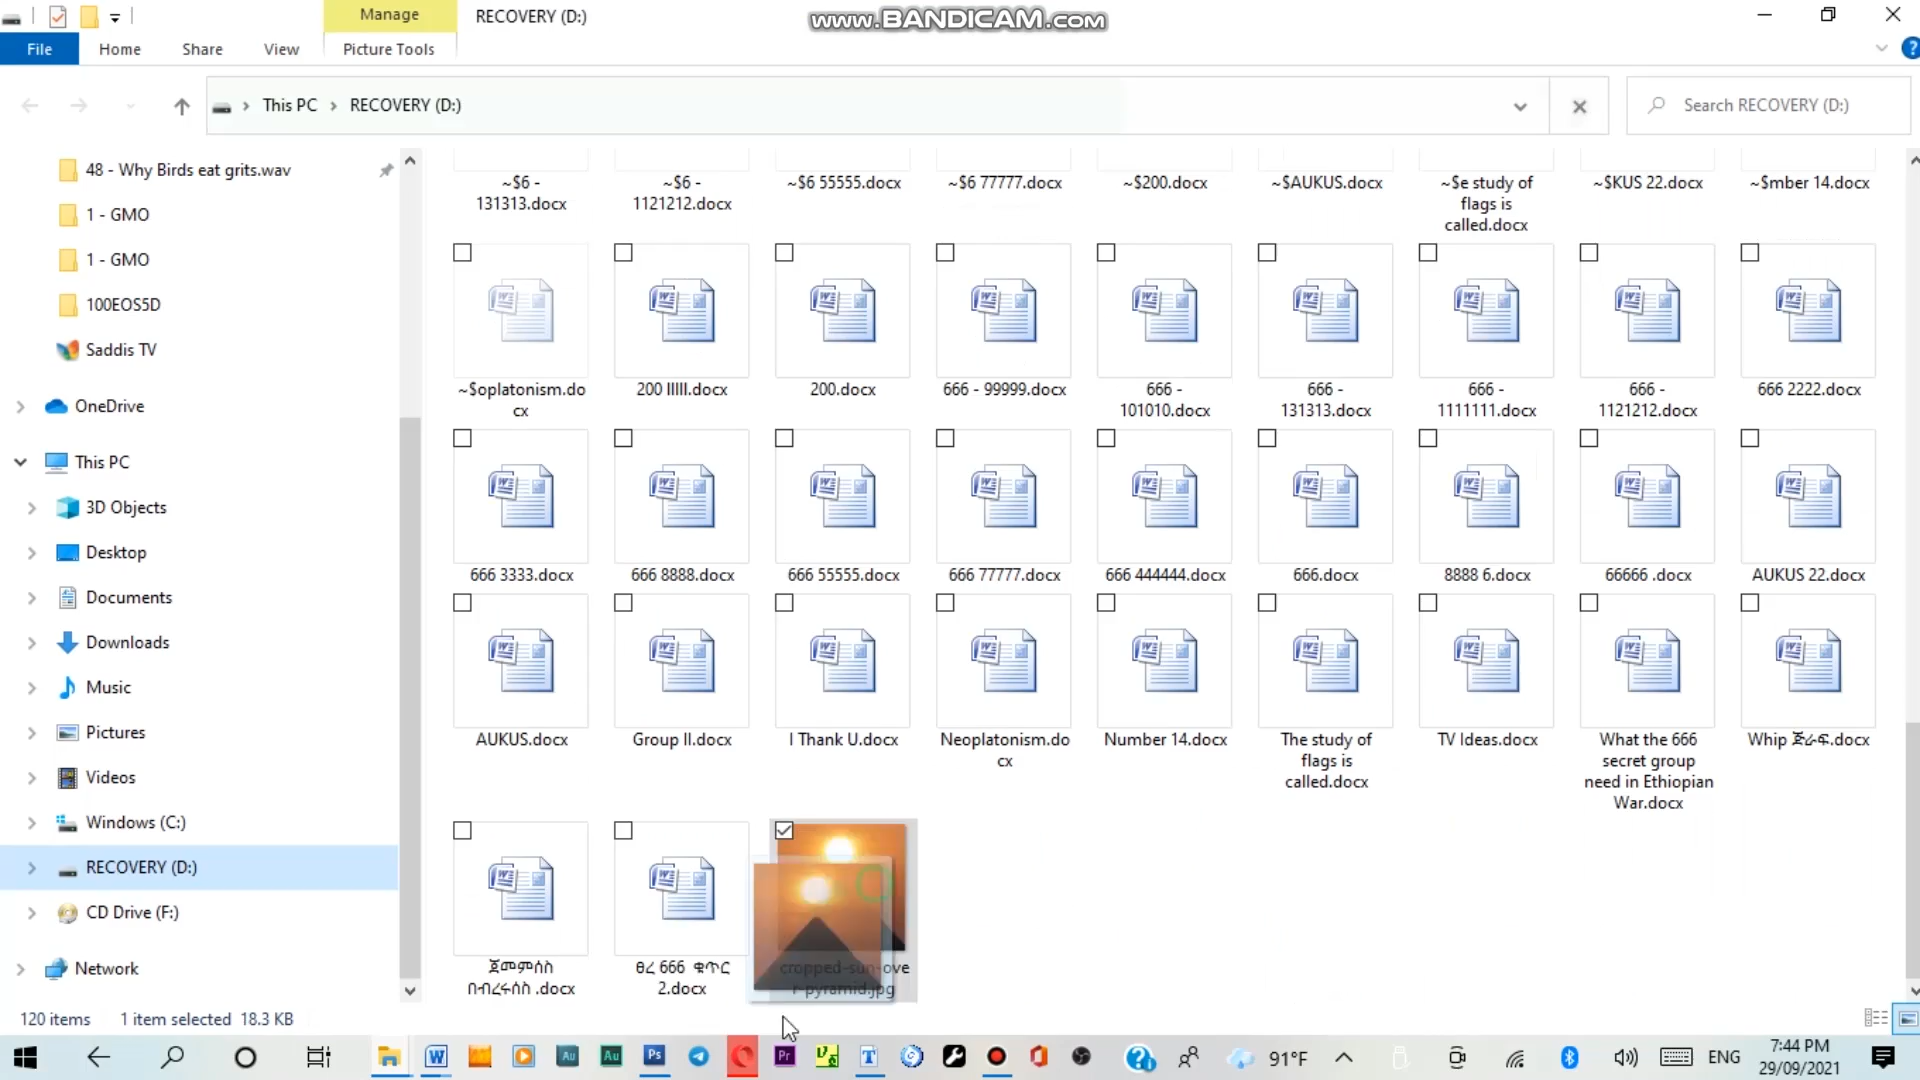 Manage
RECOVERY (D:)
www.BANDICAM.com
File
Home
Share
View
Picture Tools
This PC
RECOVERY (D:)
Search RECOVERY (D:)
48 - Why Birds eat grits.wav
1 - GMO
1 - GMO
100EOS5D
Saddis TV
OneDrive
This PC
3D Objects
Desktop
Documents
Downloads
Music
Pictures
Videos
Windows (C:)
RECOVERY (D:)
CD Drive (F:)
Network
~$6 -
131313.docx
~$6 -
1121212.docx
~$6 55555.docx
~$6 77777.docx
~$200.docx
~$AUKUS.docx
~$e study of
flags is
called.docx
~$KUS 22.docx
~$mber 14.docx
~$oplatonism.do
cx
200 IIIII.docx
200.docx
666 - 99999.docx
666 -
101010.docx
666 -
131313.docx
666 -
1111111.docx
666 -
1121212.docx
666 2222.docx
666 3333.docx
666 8888.docx
666 55555.docx
666 77777.docx
666 444444.docx
666.docx
8888 6.docx
66666 .docx
AUKUS 22.docx
AUKUS.docx
Group II.docx
I Thank U.docx
Neoplatonism.do
cx
Number 14.docx
The study of
flags is
called.docx
TV Ideas.docx
What the 666
secret group
need in Ethiopian
War.docx
Whip ጅራፍ.docx
ጀመምሰስ
በብረሩሰስ .docx
ፀረ 666 ቁጥር
2.docx
cropped-sun-ove
r-pyramid.jpg
120 items
1 item selected 18.3 KB
91°F
ENG
7:44 PM
29/09/2021